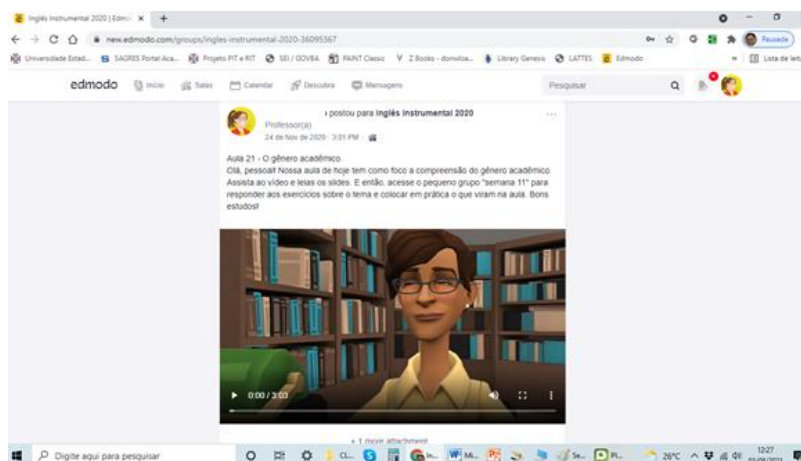 Inglês Instrumental 2020 | Edmo
new.edmodo.com/groups/ingles-instrumental-2020-36095367
Pausada
Universidade Estad... SAGRES Portal Aca... Projeto PIT e RIT SEI / GOVBA PAINT Classic Z Books - Library Genesis LATTES Edmodo Lista de leitu
edmodo Início Salas Calendar Descubra Mensagens Pesquisar
postou para Inglês Instrumental 2020
Professor(a)
24 de Nov de 2020 · 3:01 PM
Aula 21 - O gênero acadêmico.
Olá, pessoal! Nossa aula de hoje tem como foco a compreensão do gênero acadêmico.
Assista ao vídeo e leias os slides. E então, acesse o pequeno grupo "semana 11" para
responder aos exercícios sobre o tema e colocar em prática o que viram na aula. Bons
estudos!
0:00 / 3:03
+ 1 more attachment
Digite aqui para pesquisar
26°C
12:27